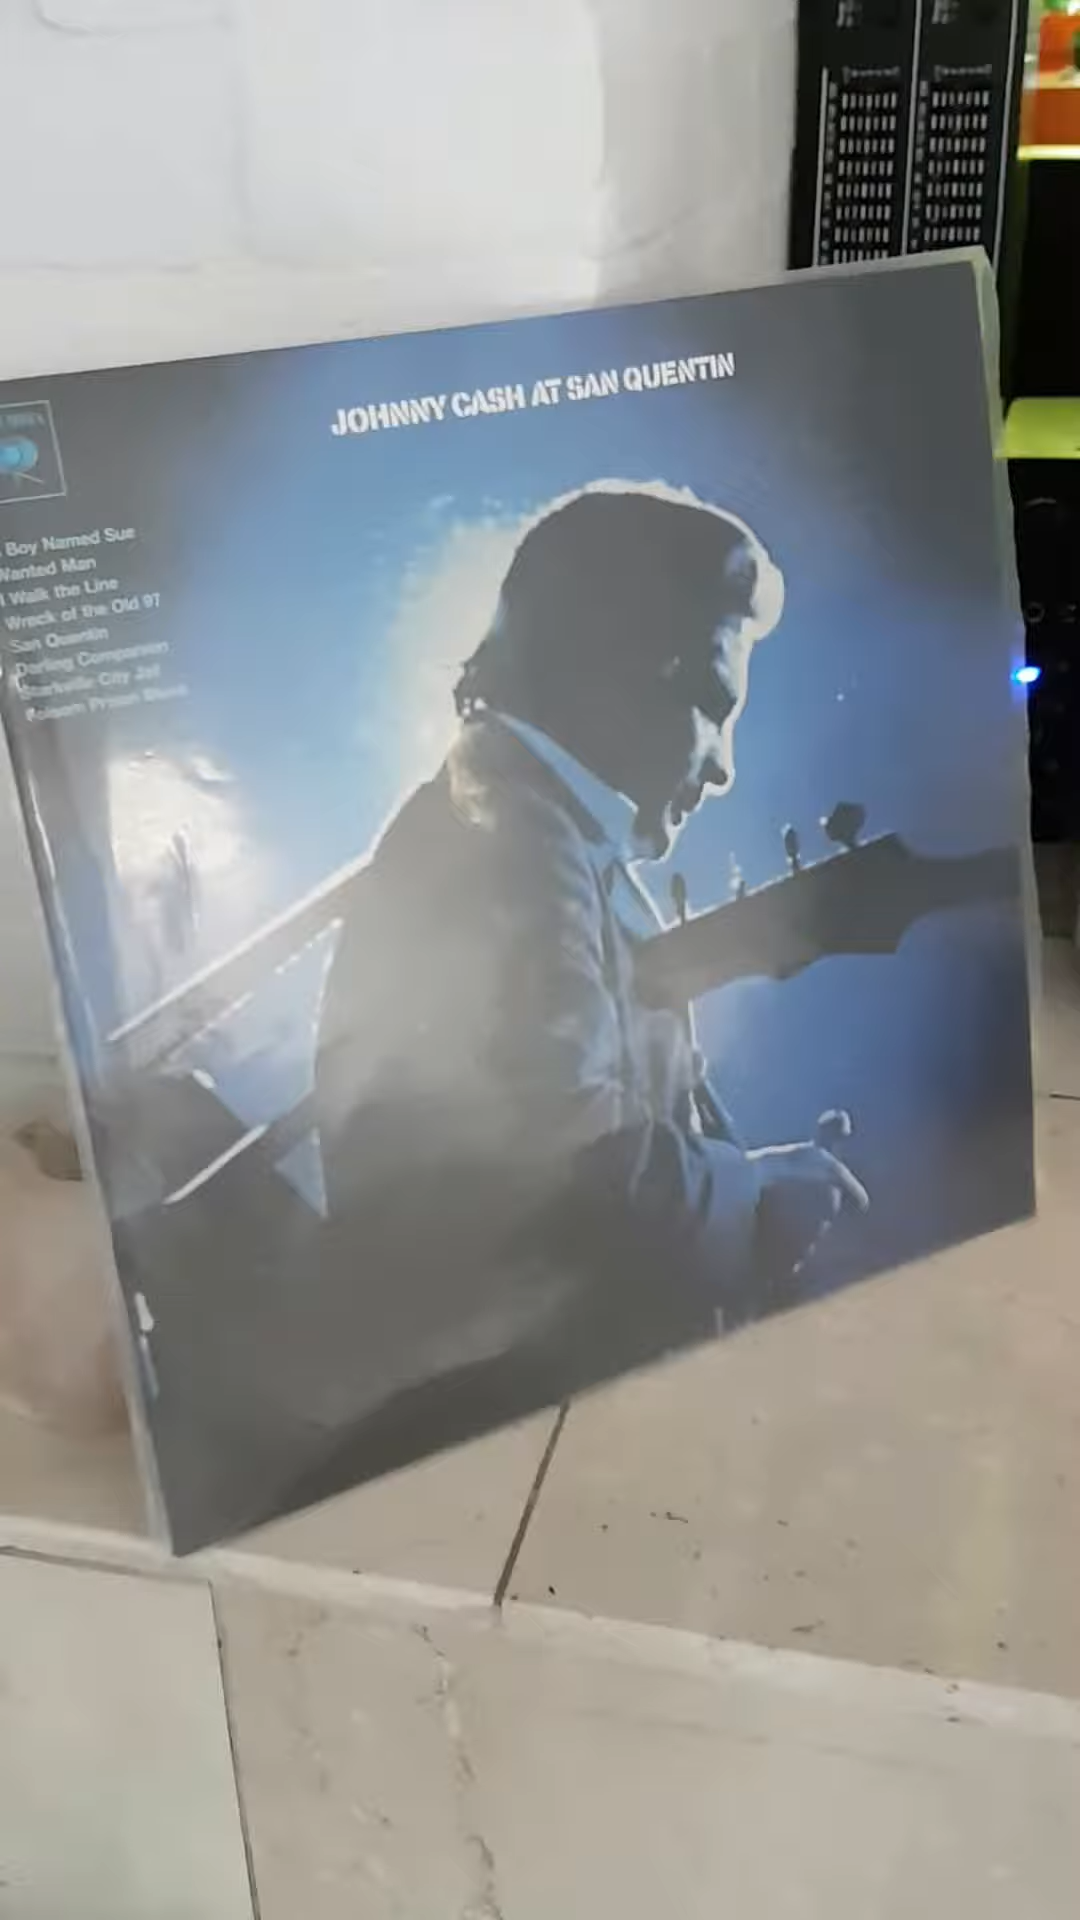 JOHNNY CASH AT SAN QUENTIN
Boy Named Sue
Wanted Man
I Walk the Line
Wreck of the Old 97
San Quentin
Darling Companion
Starkville City Jail
Folsom Prison Blues